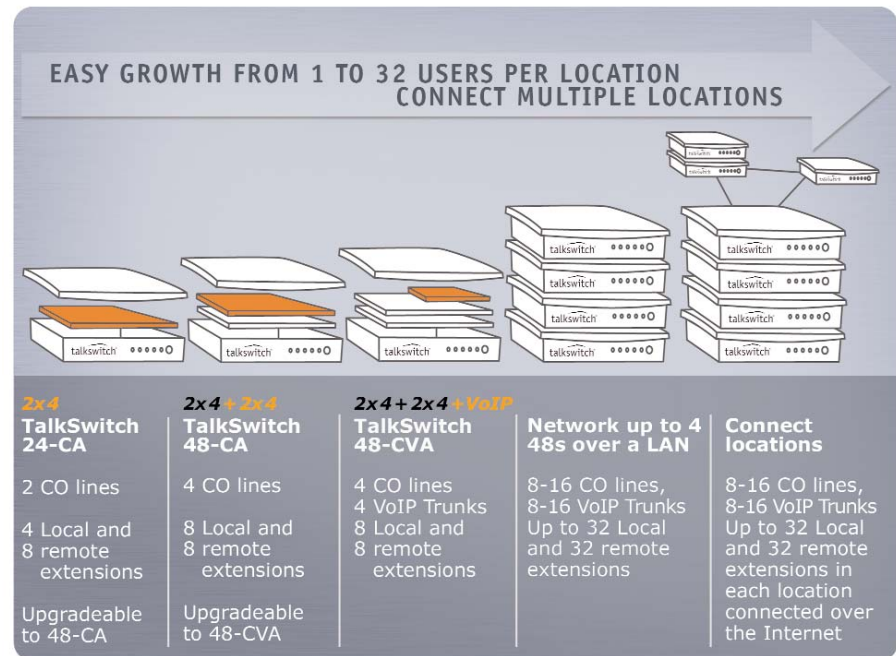 EASY GROWTH FROM 1 TO 32 USERS PER LOCATION
CONNECT MULTIPLE LOCATIONS
talkswitch
talkswitch
talkswitch
talkswitch
talkswitch
talkswitch
talkswitch
talkswitch
talkswitch
talkswitch
talkswitch
talkswitch
talkswitch
talkswitch
2x4
TalkSwitch
24-CA
2 CO lines
4 Local and
8 remote
extensions
Upgradeable
to 48-CA
2x4+2x4
TalkSwitch
48-CA
4 CO lines
8 Local and
8 remote
extensions
Upgradeable
to 48-CVA
2x4+2x4+VoIP
TalkSwitch
48-CVA
4 CO lines
4 VoIP Trunks
8 Local and
8 remote
extensions
Network up to 4
48s over a LAN
8-16 CO lines,
8-16 VoIP Trunks
Up to 32 Local
and 32 remote
extensions
Connect
locations
8-16 CO lines,
8-16 VoIP Trunks
Up to 32 Local
and 32 remote
extensions in
each location
connected over
the Internet